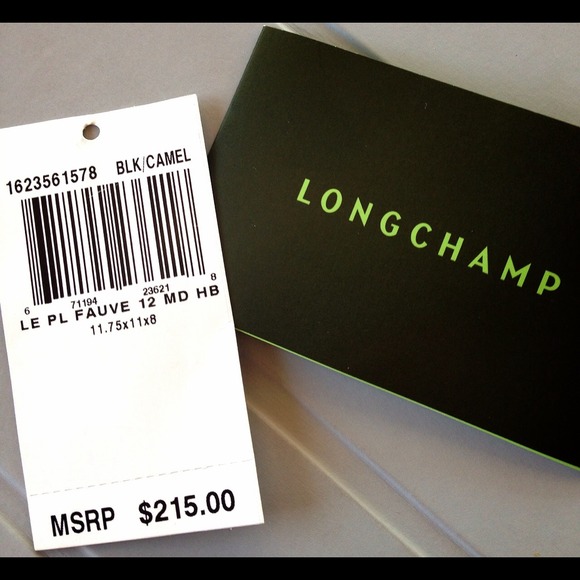 1623561578 BLK/CAMEL
6 71194 23621 8
LE PL FAUVE 12 MD HB
11.75x11x8
MSRP $215.00
LONGCHAMP